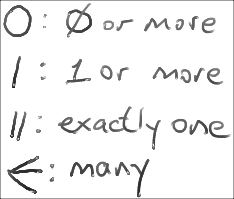 O: Ø or more
|: 1 or more
||: exactly one
<: many